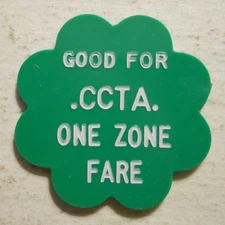 GOOD FOR
.CCTA.
ONE ZONE
FARE